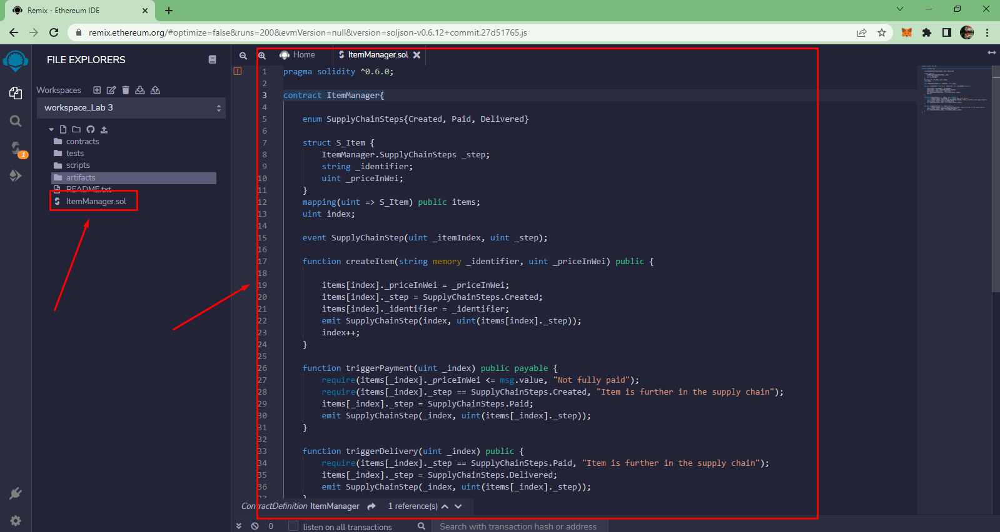 Remix - Ethereum IDE
remix.ethereum.org/#optimize=false&runs=200&evmVersion=null&version=soljson-v0.6.12+commit.27d51765.js
FILE EXPLORERS
Workspaces
workspace_Lab 3
contracts
tests
scripts
artifacts
README.txt
ItemManager.sol
1
Home
ItemManager.sol
1 pragma solidity ^0.6.0;
2
3 contract ItemManager{
4
5 enum SupplyChainSteps{Created, Paid, Delivered}
6
7 struct S_Item {
8 ItemManager.SupplyChainSteps _step;
9 string _identifier;
10 uint _priceInWei;
11 }
12 mapping(uint => S_Item) public items;
13 uint index;
14
15 event SupplyChainStep(uint _itemIndex, uint _step);
16
17 function createItem(string memory _identifier, uint _priceInWei) public {
18
19 items[index]._priceInWei = _priceInWei;
20 items[index]._step = SupplyChainSteps.Created;
21 items[index]._identifier = _identifier;
22 emit SupplyChainStep(index, uint(items[index]._step));
23 index++;
24 }
25
26 function triggerPayment(uint _index) public payable {
27 require(items[_index]._priceInWei <= msg.value, "Not fully paid");
28 require(items[_index]._step == SupplyChainSteps.Created, "Item is further in the supply chain");
29 items[_index]._step = SupplyChainSteps.Paid;
30 emit SupplyChainStep(_index, uint(items[_index]._step));
31 }
32
33 function triggerDelivery(uint _index) public {
34 require(items[_index]._step == SupplyChainSteps.Paid, "Item is further in the supply chain");
35 items[_index]._step = SupplyChainSteps.Delivered;
36 emit SupplyChainStep(_index, uint(items[_index]._step));
37 }
ContractDefinition ItemManager 1 reference(s)
0 listen on all transactions Search with transaction hash or address